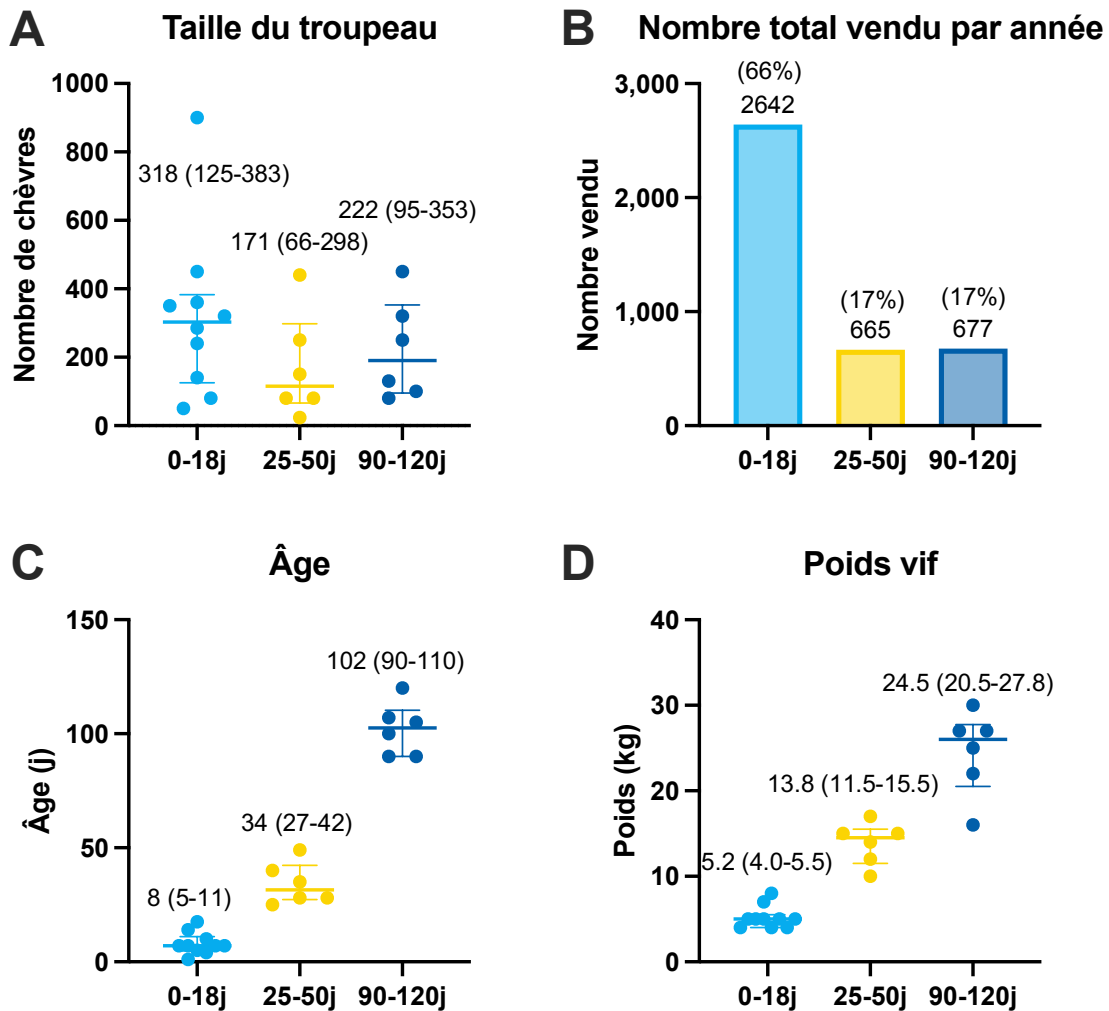 A
Taille du troupeau
Nombre de chèvres
1000
800
600
400
200
0
318 (125-383)
171 (66-298)
222 (95-353)
0-18j
25-50j
90-120j
B
Nombre total vendu par année
Nombre vendu
3,000
2,000
1,000
0
(66%)
2642
(17%)
665
(17%)
677
0-18j
25-50j
90-120j
C
Âge
Âge (j)
150
100
50
0
8 (5-11)
34 (27-42)
102 (90-110)
0-18j
25-50j
90-120j
D
Poids vif
Poids (kg)
40
30
20
10
0
5.2 (4.0-5.5)
13.8 (11.5-15.5)
24.5 (20.5-27.8)
0-18j
25-50j
90-120j